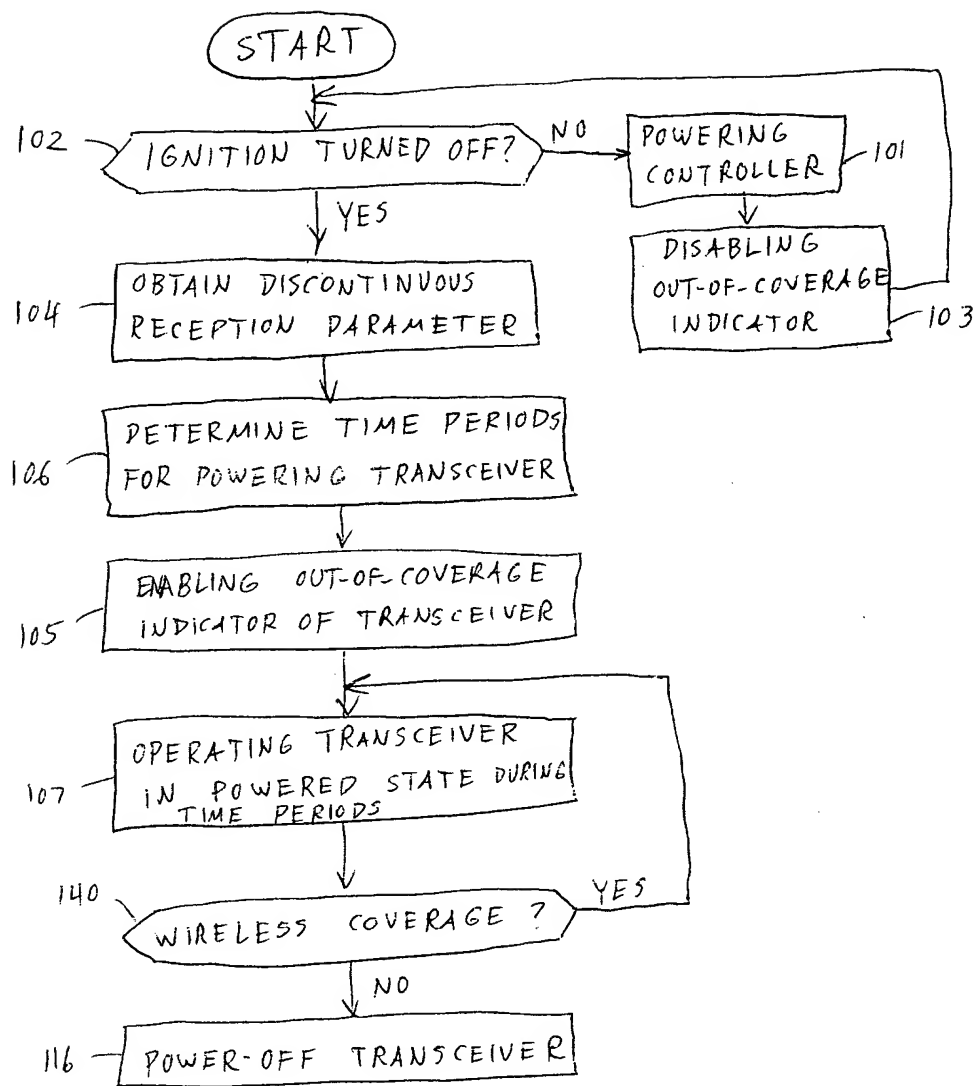 START
102
IGNITION TURNED OFF?
NO
POWERING
CONTROLLER
101
YES
DISABLING
OUT-OF-COVERAGE
INDICATOR
103
104
OBTAIN DISCONTINUOUS
RECEPTION PARAMETER
106
DETERMINE TIME PERIODS
FOR POWERING TRANSCEIVER
105
ENABLING OUT-OF-COVERAGE
INDICATOR OF TRANSCEIVER
107
OPERATING TRANSCEIVER
IN POWERED STATE DURING
TIME PERIODS
140
WIRELESS COVERAGE ?
YES
NO
116
POWER-OFF TRANSCEIVER